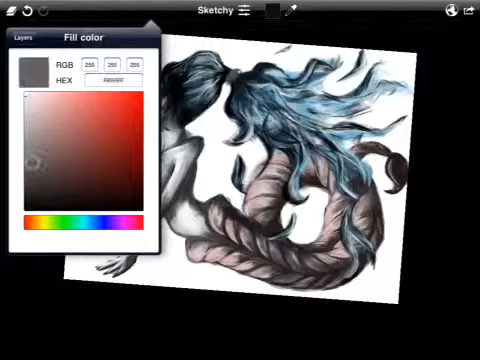 Sketchy
Layers
Fill color
RGB 255 255 255
HEX FFFFFF